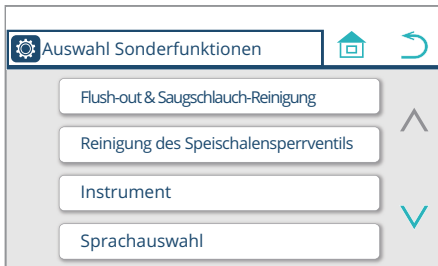 Auswahl Sonderfunktionen
Flush-out & Saugschlauch-Reinigung
Reinigung des Speischalensperrventils
Instrument
Sprachauswahl